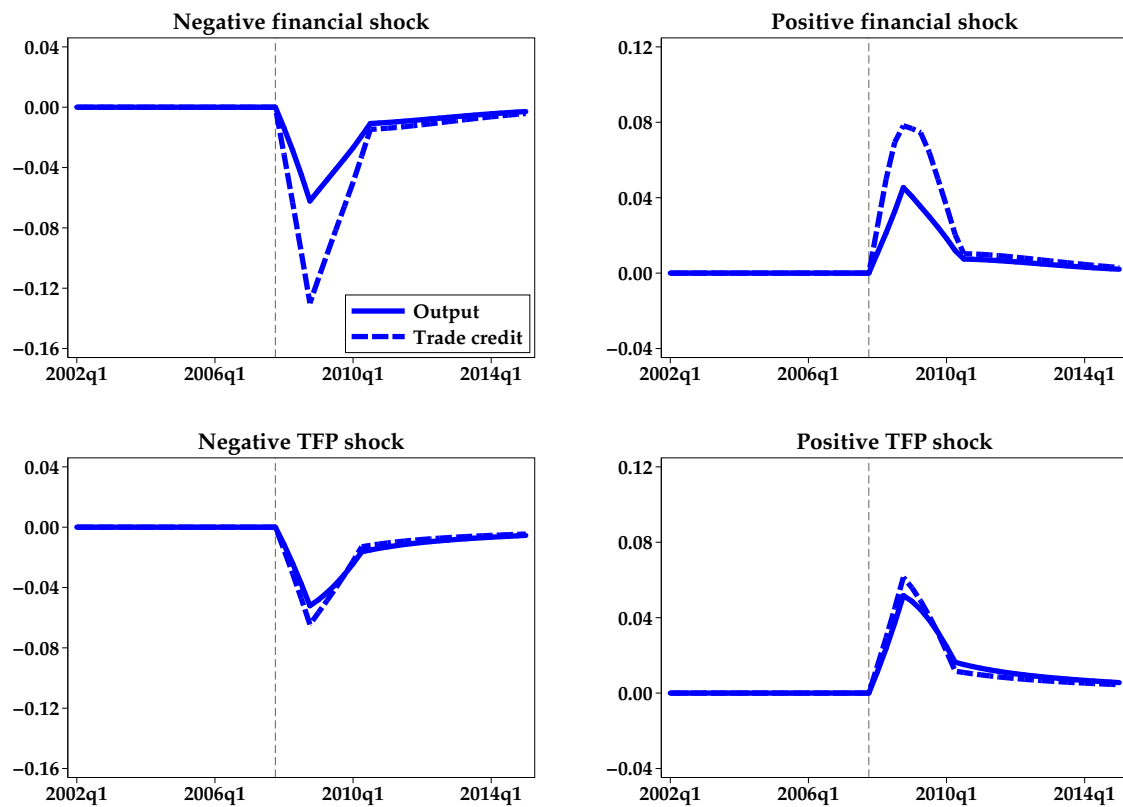 Negative financial shock
0.04
0.00
−0.04
−0.08
−0.12
−0.16
Output
Trade credit
2002q1 2006q1 2010q1 2014q1
Positive financial shock
0.12
0.08
0.04
0.00
−0.04
2002q1 2006q1 2010q1 2014q1
Negative TFP shock
0.04
0.00
−0.04
−0.08
−0.12
−0.16
2002q1 2006q1 2010q1 2014q1
Positive TFP shock
0.12
0.08
0.04
0.00
−0.04
2002q1 2006q1 2010q1 2014q1